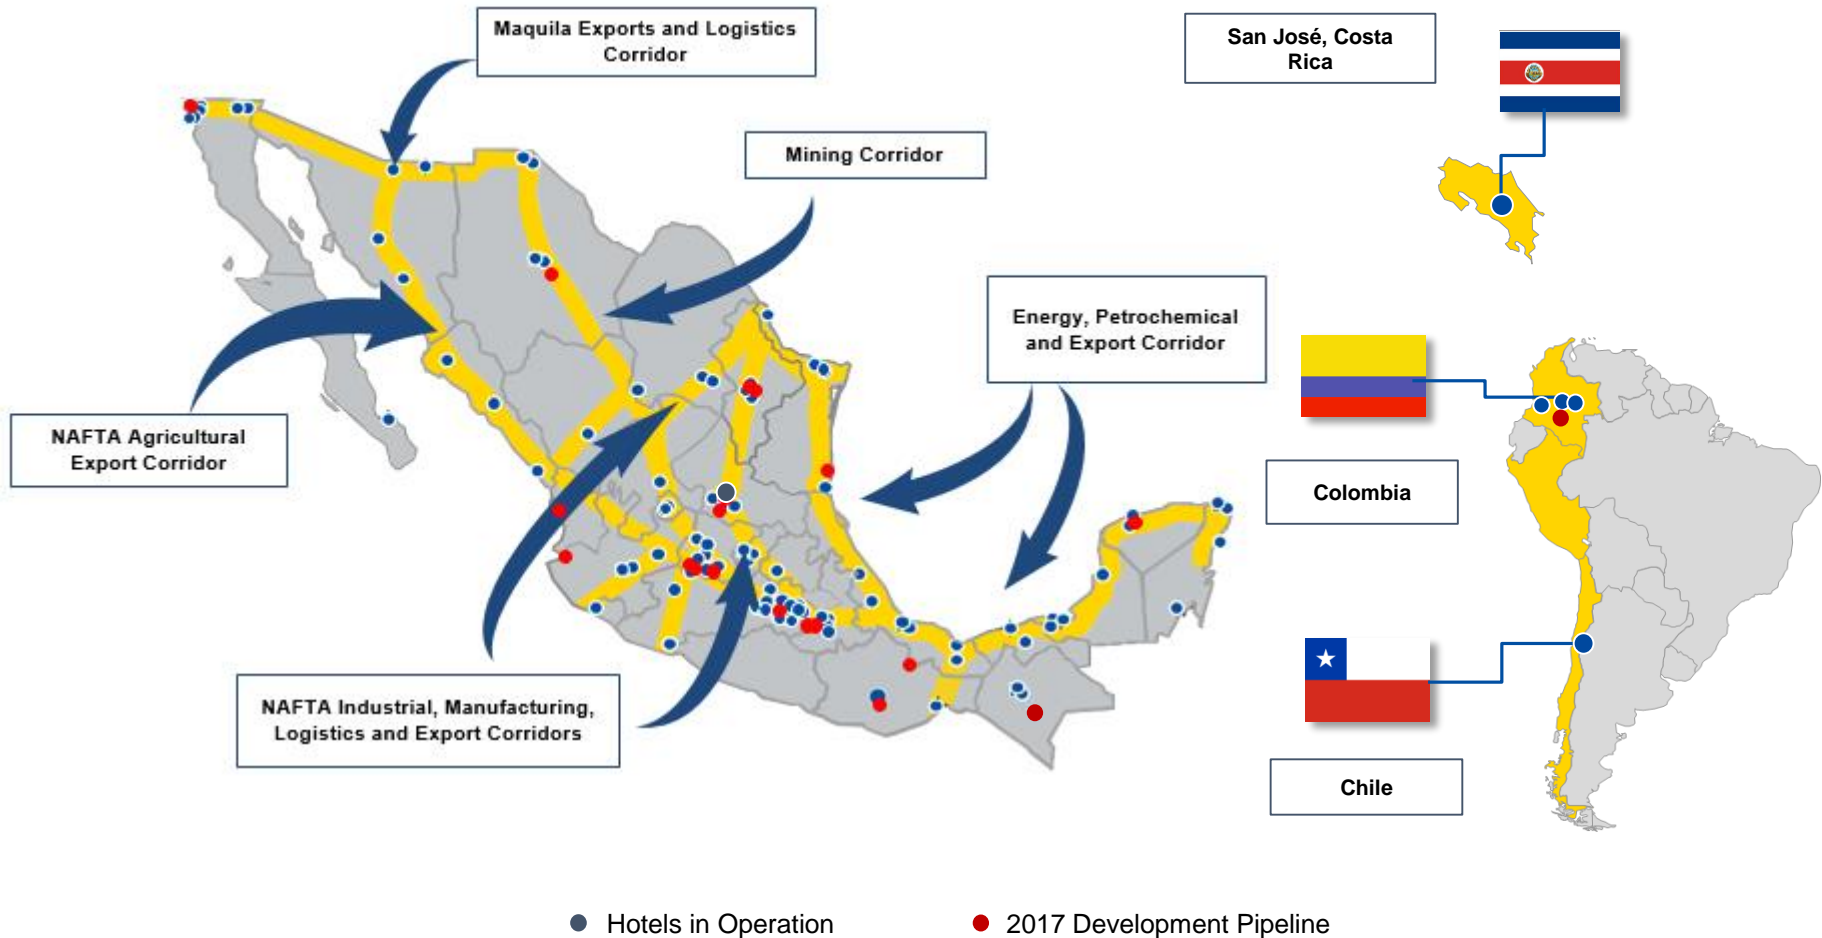 Maquila Exports and Logistics
Corridor
San José, Costa
Rica
Mining Corridor
Energy, Petrochemical
and Export Corridor
NAFTA Agricultural
Export Corridor
Colombia
NAFTA Industrial, Manufacturing,
Logistics and Export Corridors
Chile
Hotels in Operation
2017 Development Pipeline